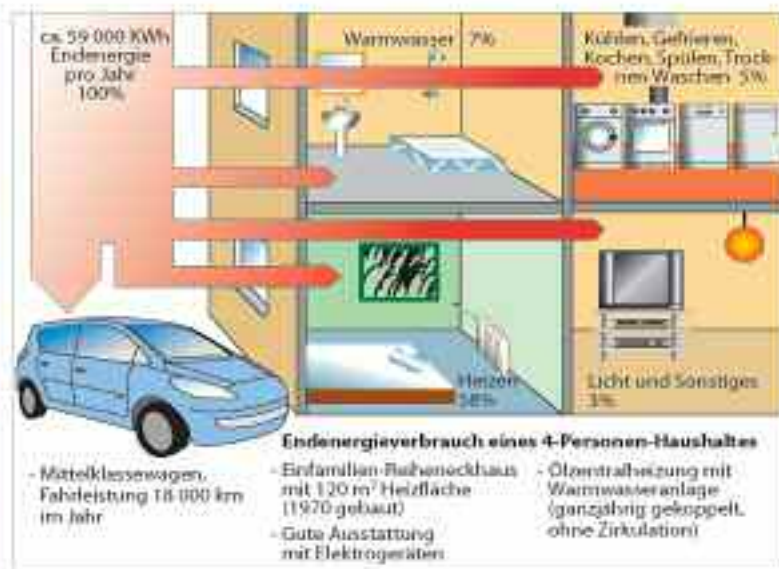 ca. 59 000 KWh
Endenergie
pro Jahr
100%
Warmwasser 7%
Kühlen, Gefrieren,
Kochen, Spülen, Trock-
nen Waschen 5%
Heizen
58%
Licht und Sonstiges
3%
Endenergieverbrauch eines 4-Personen-Haushaltes
- Mittelklassewagen,
Fahrleistung 18 000 km
im Jahr
- Einfamilien-Reiheneckhaus
mit 120 m² Heizfläche
(1970 gebaut)
- Gute Ausstattung
mit Elektrogeräten
- Ölzentralheizung mit
Warmwasseranlage
(ganzjährig gekoppelt,
ohne Zirkulation)